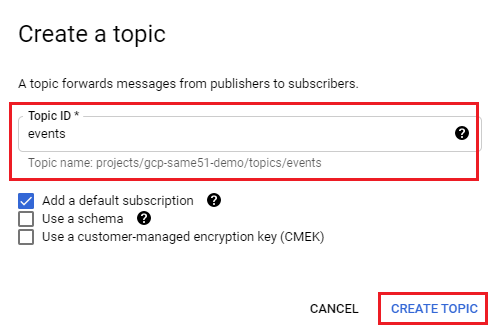 Create a topic
A topic forwards messages from publishers to subscribers.
Topic ID *
events
Topic name: projects/gcp-same51-demo/topics/events
Add a default subscription
Use a schema
Use a customer-managed encryption key (CMEK)
CANCEL CREATE TOPIC